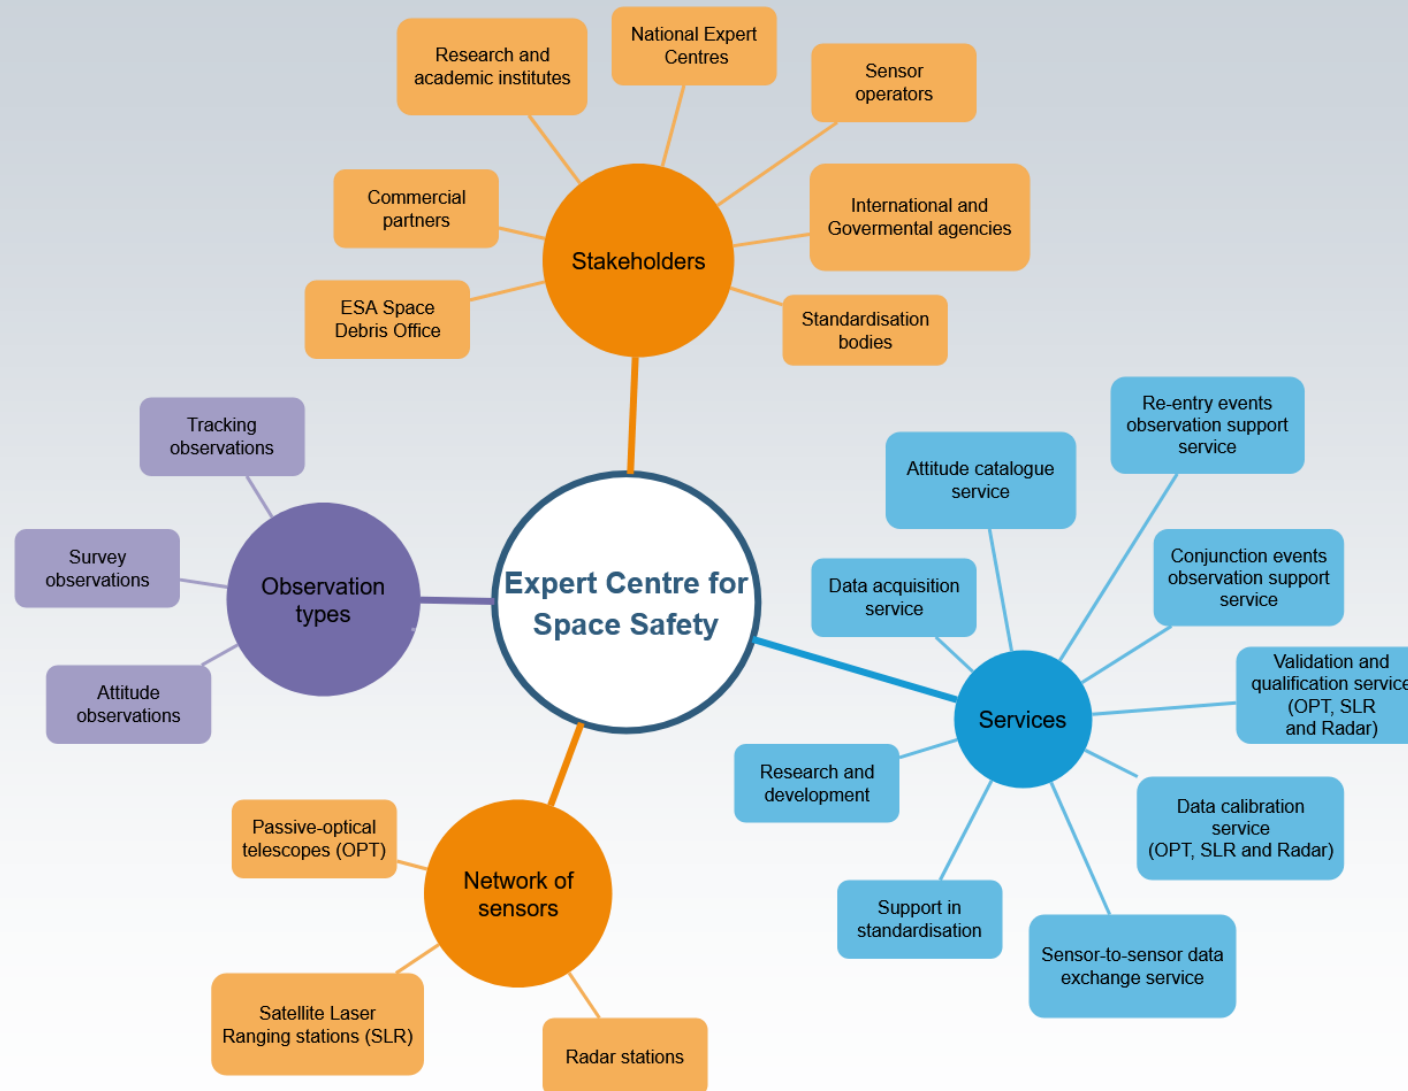 Research and
academic institutes
National Expert
Centres
Sensor
operators
Commercial
partners
International and
Govermental agencies
Stakeholders
ESA Space
Debris Office
Standardisation
bodies
Tracking
observations
Survey
observations
Observation
types
Attitude
observations
Expert Centre for
Space Safety
Re-entry events
observation support
service
Attitude catalogue
service
Conjunction events
observation support
service
Data acquisition
service
Validation and
qualification service
(OPT, SLR
and Radar)
Services
Research and
development
Data calibration
service
(OPT, SLR and Radar)
Support in
standardisation
Sensor-to-sensor data
exchange service
Passive-optical
telescopes (OPT)
Network of
sensors
Satellite Laser
Ranging stations (SLR)
Radar stations